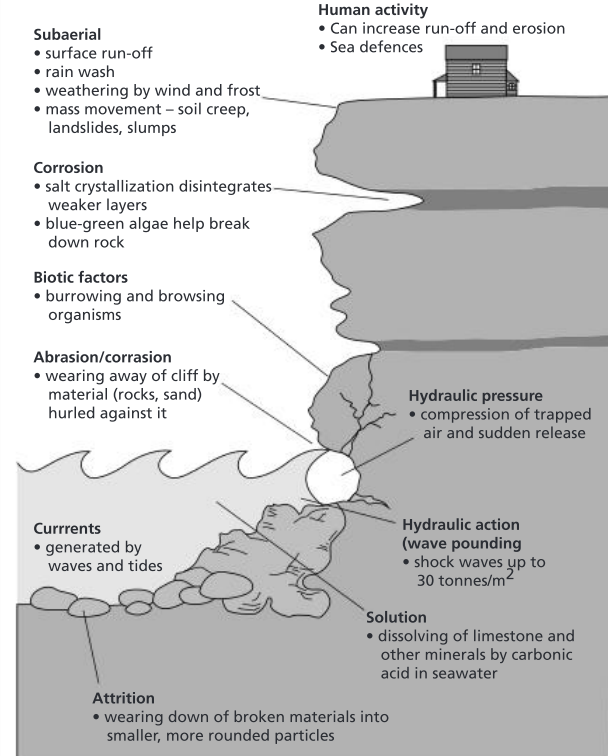 Human activity
• Can increase run-off and erosion
• Sea defences
Subaerial
• surface run-off
• rain wash
• weathering by wind and frost
• mass movement – soil creep,
landslides, slumps
Corrosion
• salt crystallization disintegrates
weaker layers
• blue-green algae help break
down rock
Biotic factors
• burrowing and browsing
organisms
Abrasion/corrasion
• wearing away of cliff by
material (rocks, sand)
hurled against it
Hydraulic pressure
• compression of trapped
air and sudden release
Currrents
• generated by
waves and tides
Hydraulic action
(wave pounding
• shock waves up to
30 tonnes/m²
Solution
• dissolving of limestone and
other minerals by carbonic
acid in seawater
Attrition
• wearing down of broken materials into
smaller, more rounded particles